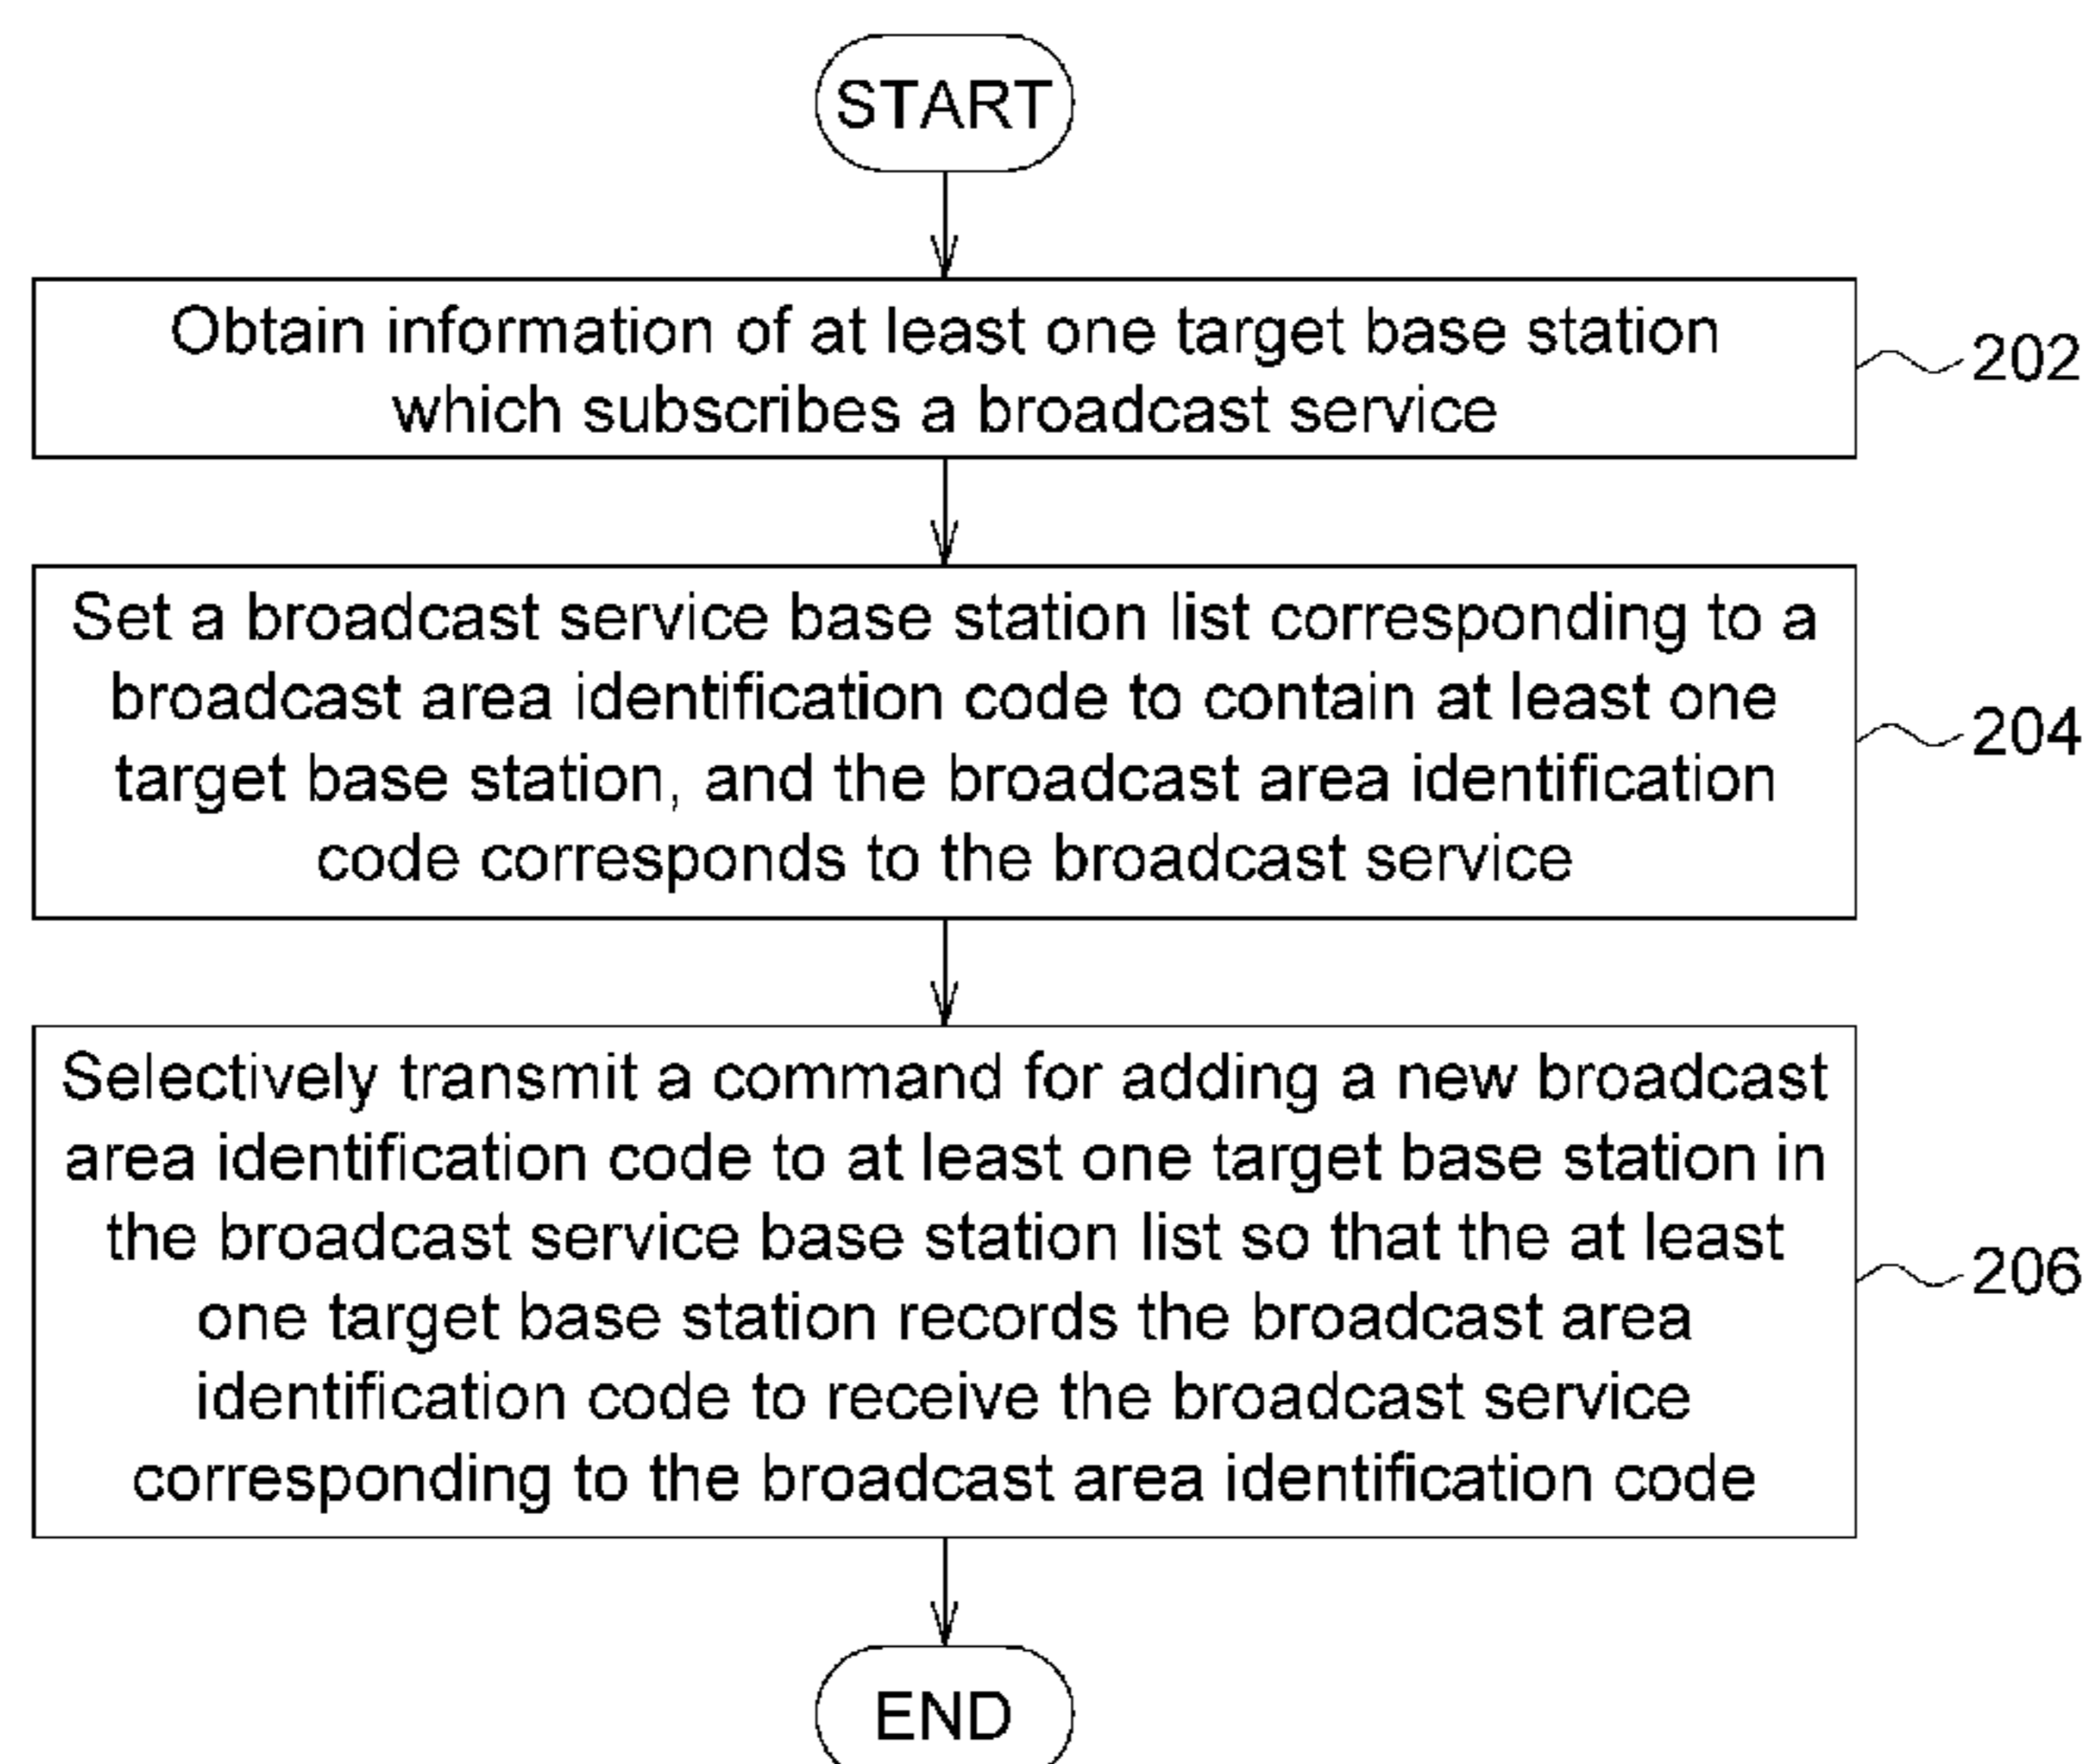 START
Obtain information of at least one target base station
which subscribes a broadcast service
202
Set a broadcast service base station list corresponding to a
broadcast area identification code to contain at least one
target base station, and the broadcast area identification
code corresponds to the broadcast service
204
Selectively transmit a command for adding a new broadcast
area identification code to at least one target base station in
the broadcast service base station list so that the at least
one target base station records the broadcast area
identification code to receive the broadcast service
corresponding to the broadcast area identification code
206
END